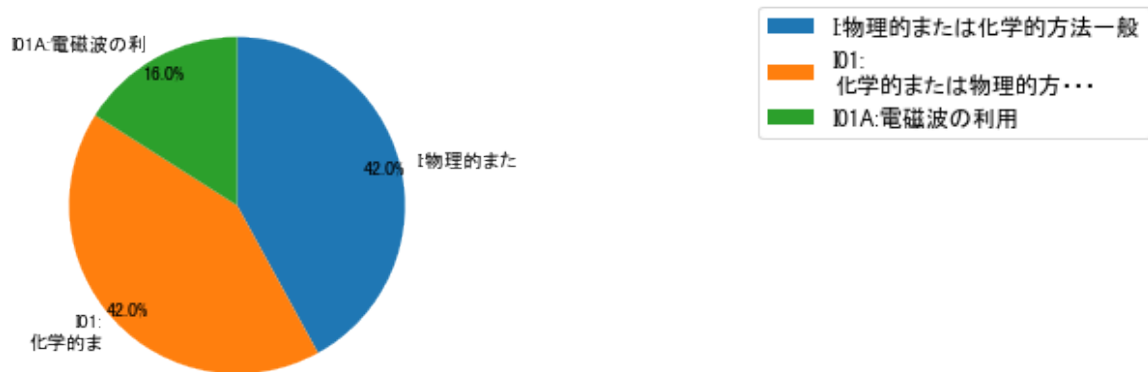 I01A:電磁波の利
16.0%
42.0%
I:物理的また
42.0%
I01:
化学的ま
I:物理的または化学的方法一般
I01:
化学的または物理的方・・・
I01A:電磁波の利用